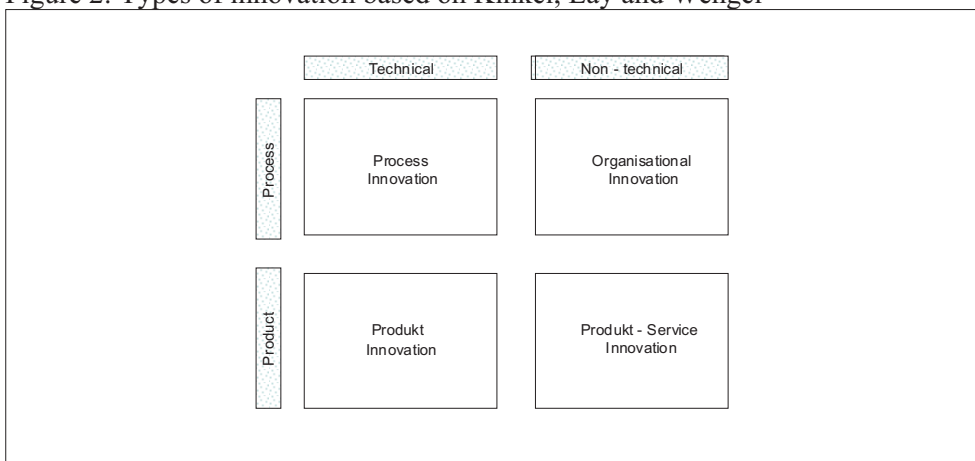 Figure 2: Types of innovation based on Kinkel, Lay and Wengel
Technical
Non - technical
Process
Process
Innovation
Organisational
Innovation
Product
Produkt
Innovation
Produkt - Service
Innovation